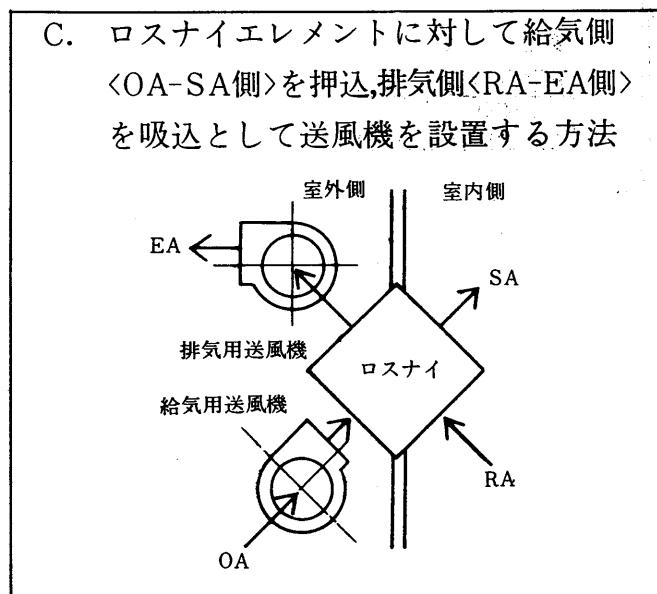 C. ロスナイエレメントに対して給気側
〈OA-SA側〉を押込,排気側〈RA-EA側〉
を吸込として送風機を設置する方法
室外側
室内側
EA
SA
排気用送風機
ロスナイ
給気用送風機
RA
OA